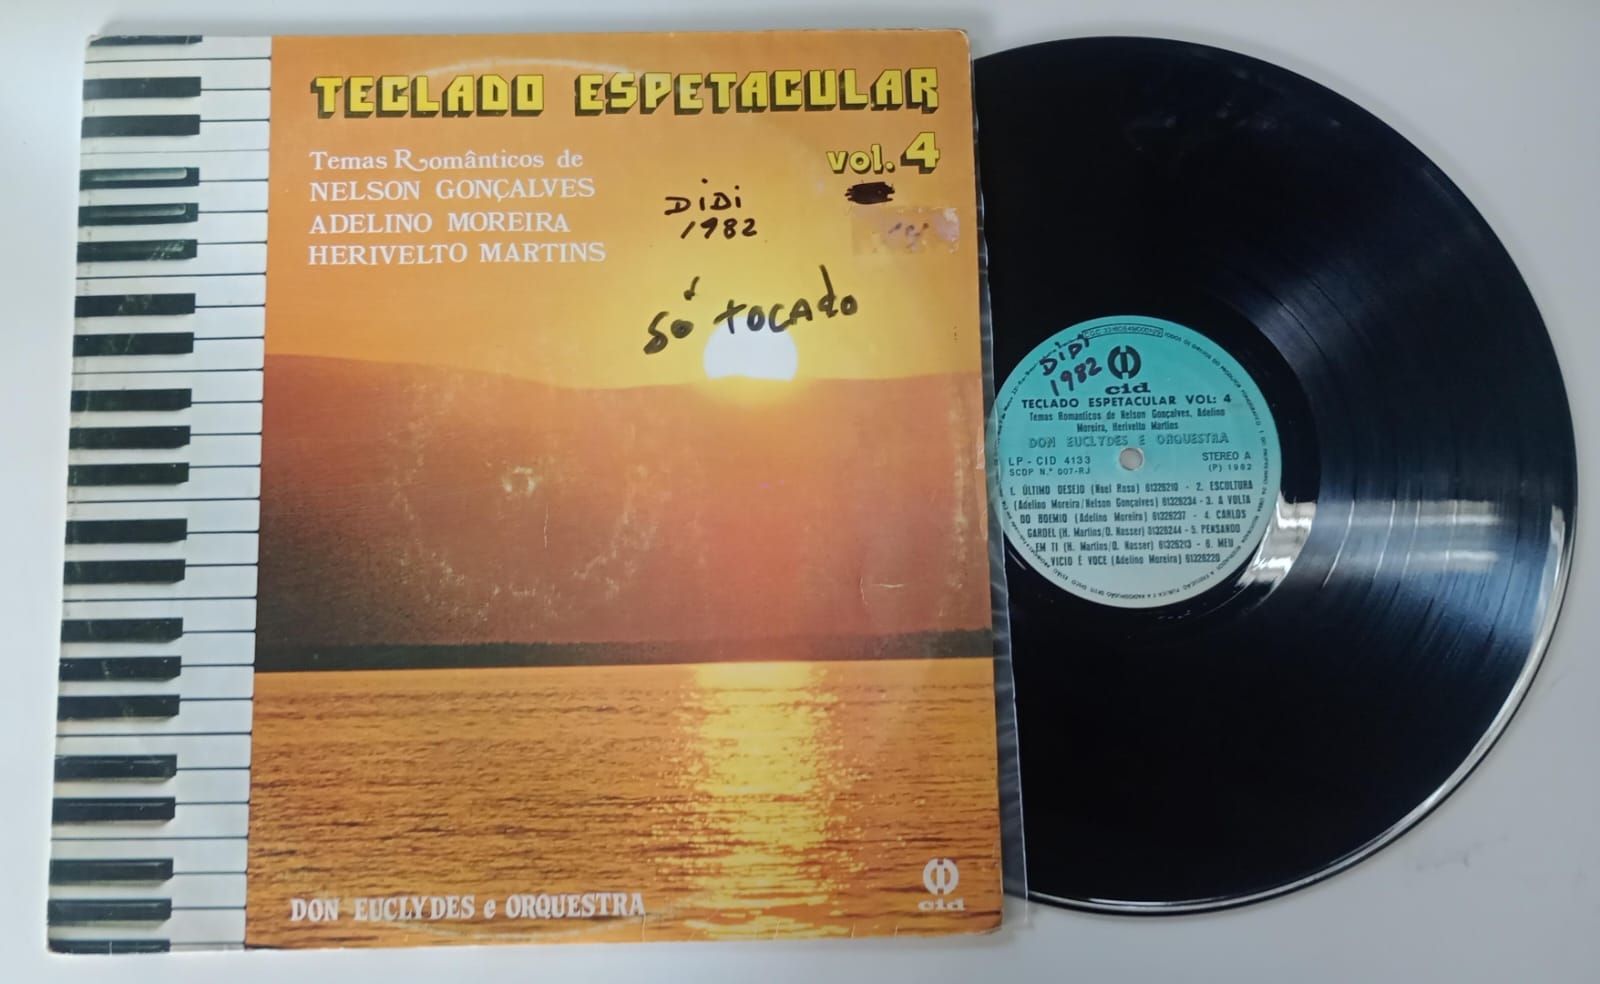 TECLADO ESPETACULAR
vol. 4
Temas Românticos de
NELSON GONÇALVES
ADELINO MOREIRA
HERIVELTO MARTINS
DiDi
1982
Só TOCADO
DON EUCLYDES e ORQUESTRA
cid
DiDi
1982
cid
TECLADO ESPETACULAR VOL: 4
Temas Romanticos de Nelson Gonçalves, Adelino
Moreira, Herivelto Martins
DON EUCLYDES E ORQUESTRA
LP - CID 4133
SCDP N.º 007-RJ
STEREO A
(P) 1982
1. ÚLTIMO DESEJO (Noel Rosa) 61326210 - 2. ESCULTURA
(Adelino Moreira/Nelson Gonçalves) 61326234 - 3. A VOLTA
DO BOEMIO (Adelino Moreira) 61326237 - 4. CARLOS
GARDEL (H. Martins/D. Nasser) 61326244 - 5. PENSANDO
EM TI (H. Martins/D. Nasser) 61326213 - 6. MEU
VICIO É VOCE (Adelino Moreira) 61326220